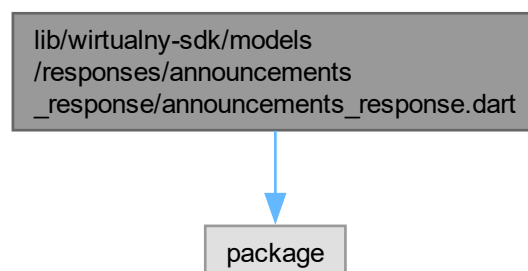 lib/wirtualny-sdk/models
/responses/announcements
_response/announcements_response.dart
package